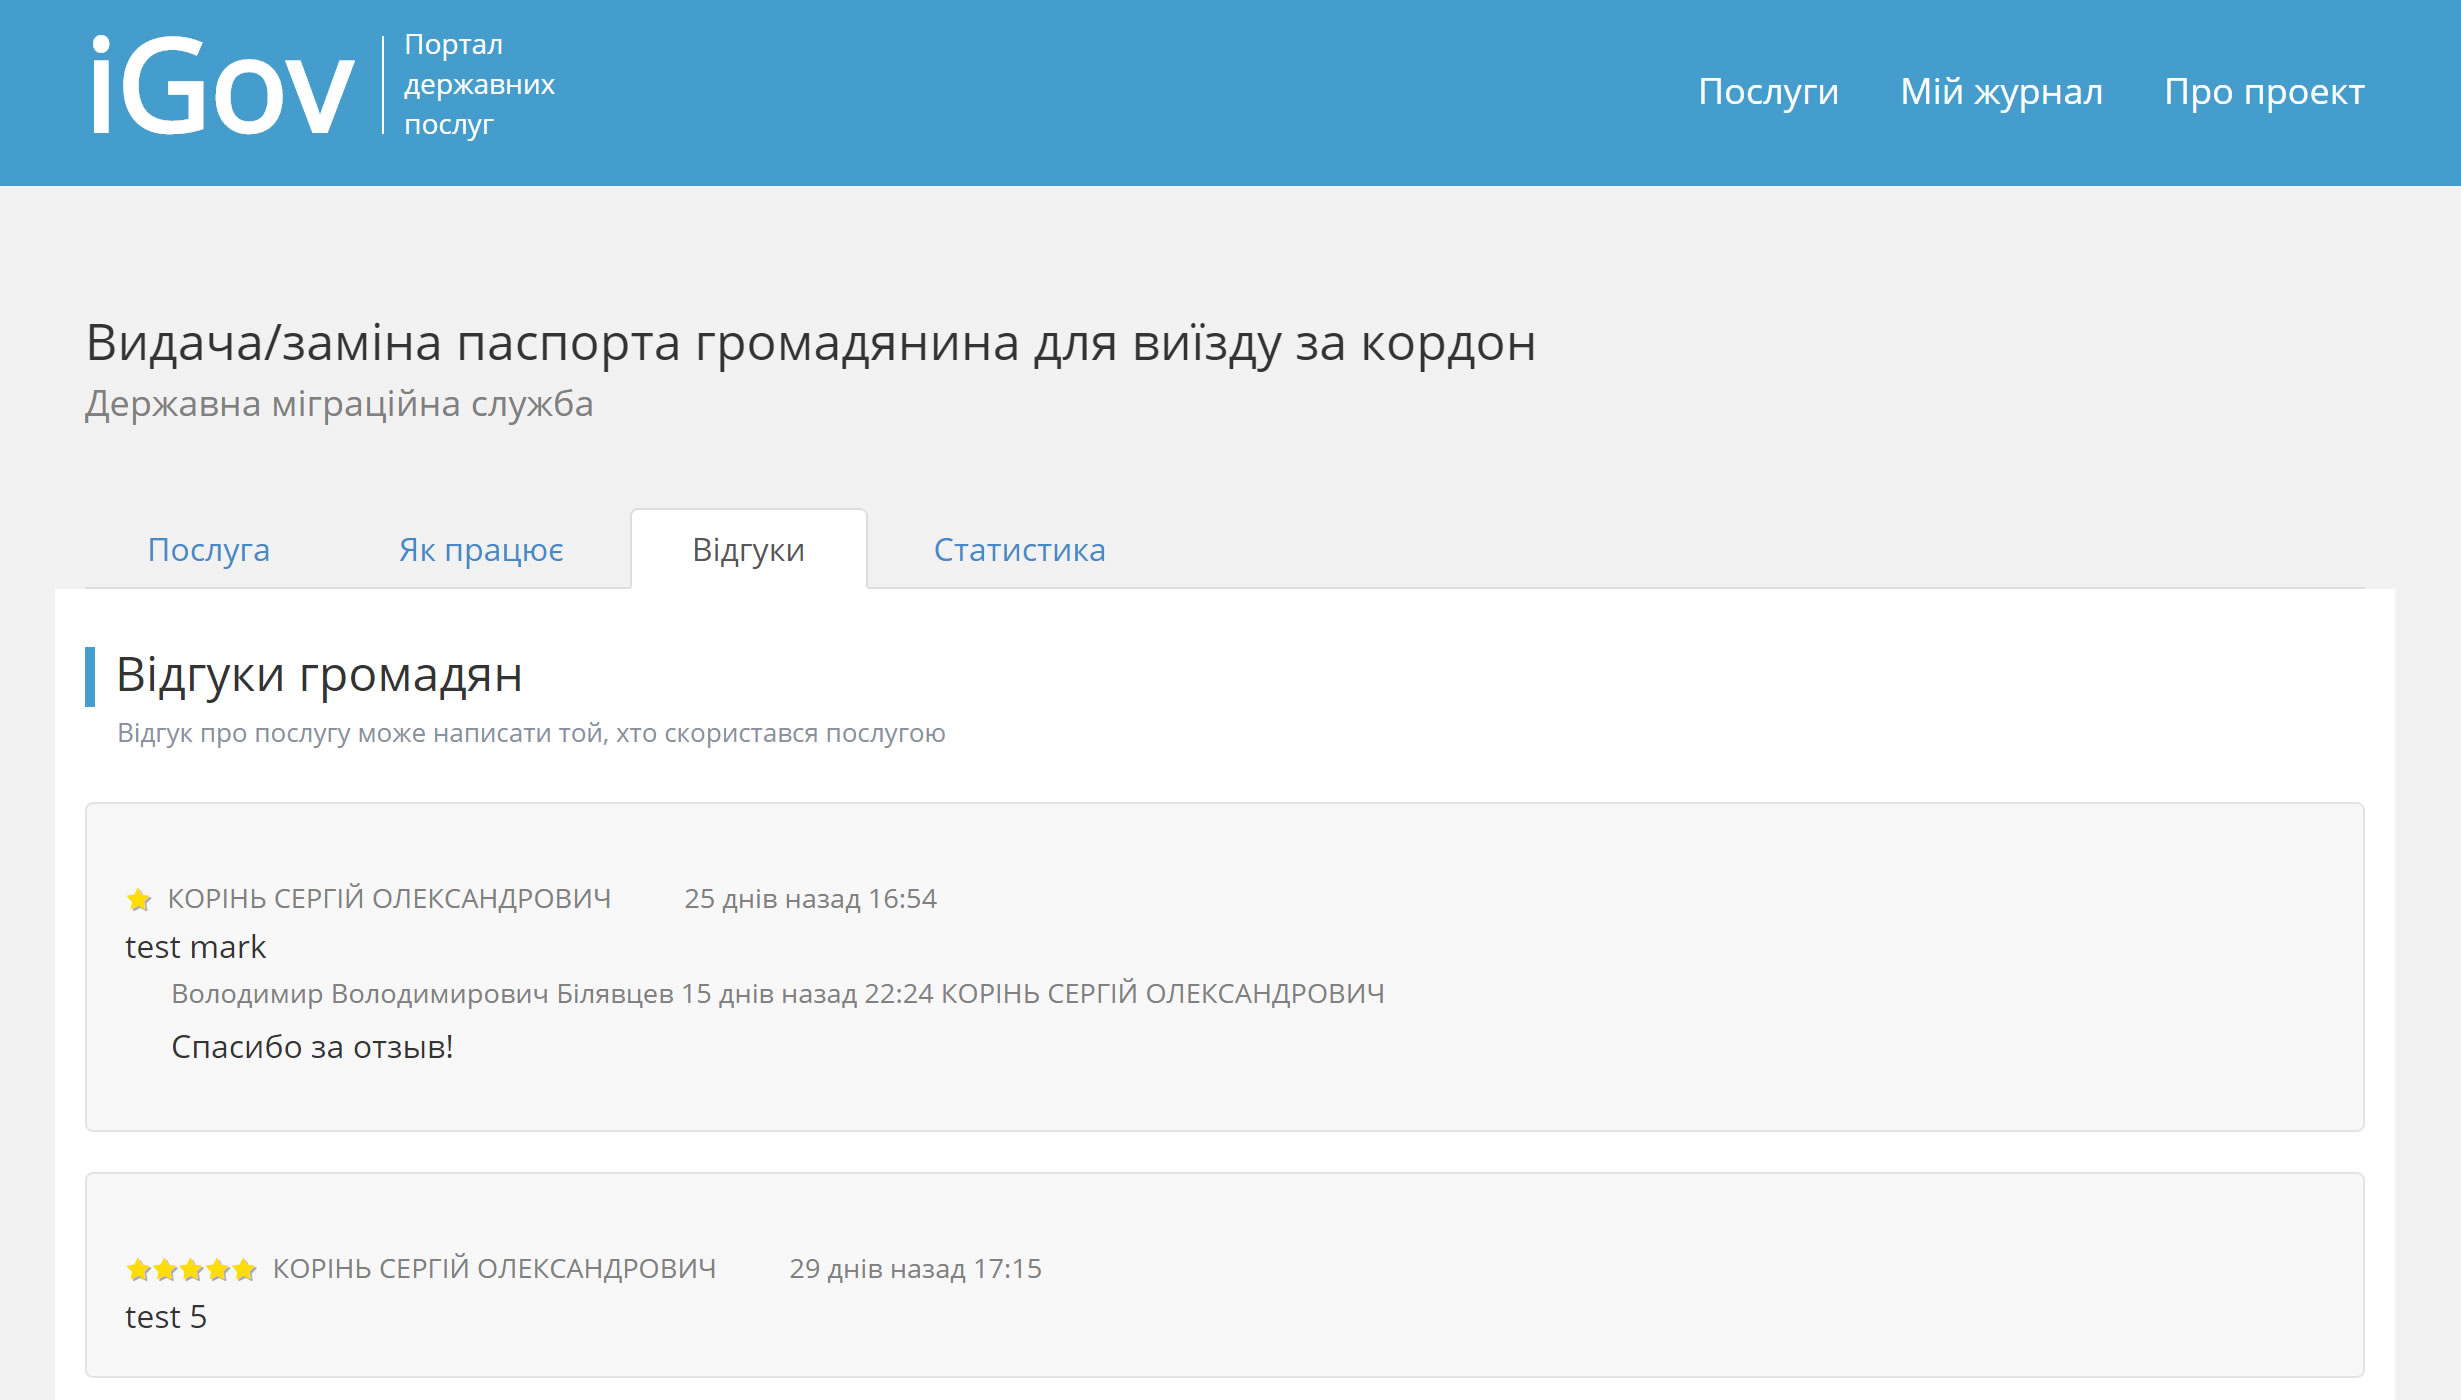 iGov
Портал
державних
послуг
Послуги Мій журнал Про проект
Видача/заміна паспорта громадянина для виїзду за кордон
Державна міграційна служба
Послуга Як працює Відгуки Статистика
Відгуки громадян
Відгук про послугу може написати той, хто скористався послугою
КОРІНЬ СЕРГІЙ ОЛЕКСАНДРОВИЧ 25 днів назад 16:54
test mark
Володимир Володимирович Білявцев 15 днів назад 22:24 КОРІНЬ СЕРГІЙ ОЛЕКСАНДРОВИЧ
Спасибо за отзыв!
КОРІНЬ СЕРГІЙ ОЛЕКСАНДРОВИЧ 29 днів назад 17:15
test 5